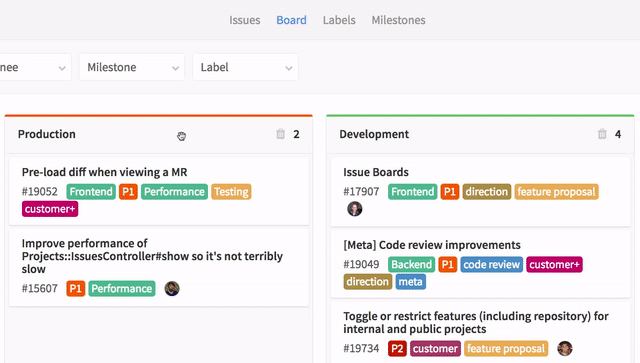 Issues Board Labels Milestones
nee Milestone Label
Production 2
Pre-load diff when viewing a MR
#19052 Frontend P1 Performance Testing
customer+
Improve performance of
Projects::IssuesController#show so it's not terribly
slow
#15607 P1 Performance
Development 4
Issue Boards
#17907 Frontend P1 direction feature proposal
[Meta] Code review improvements
#19049 Backend P1 code review customer+
direction meta
Toggle or restrict features (including repository) for
internal and public projects
#19734 P2 customer feature proposal